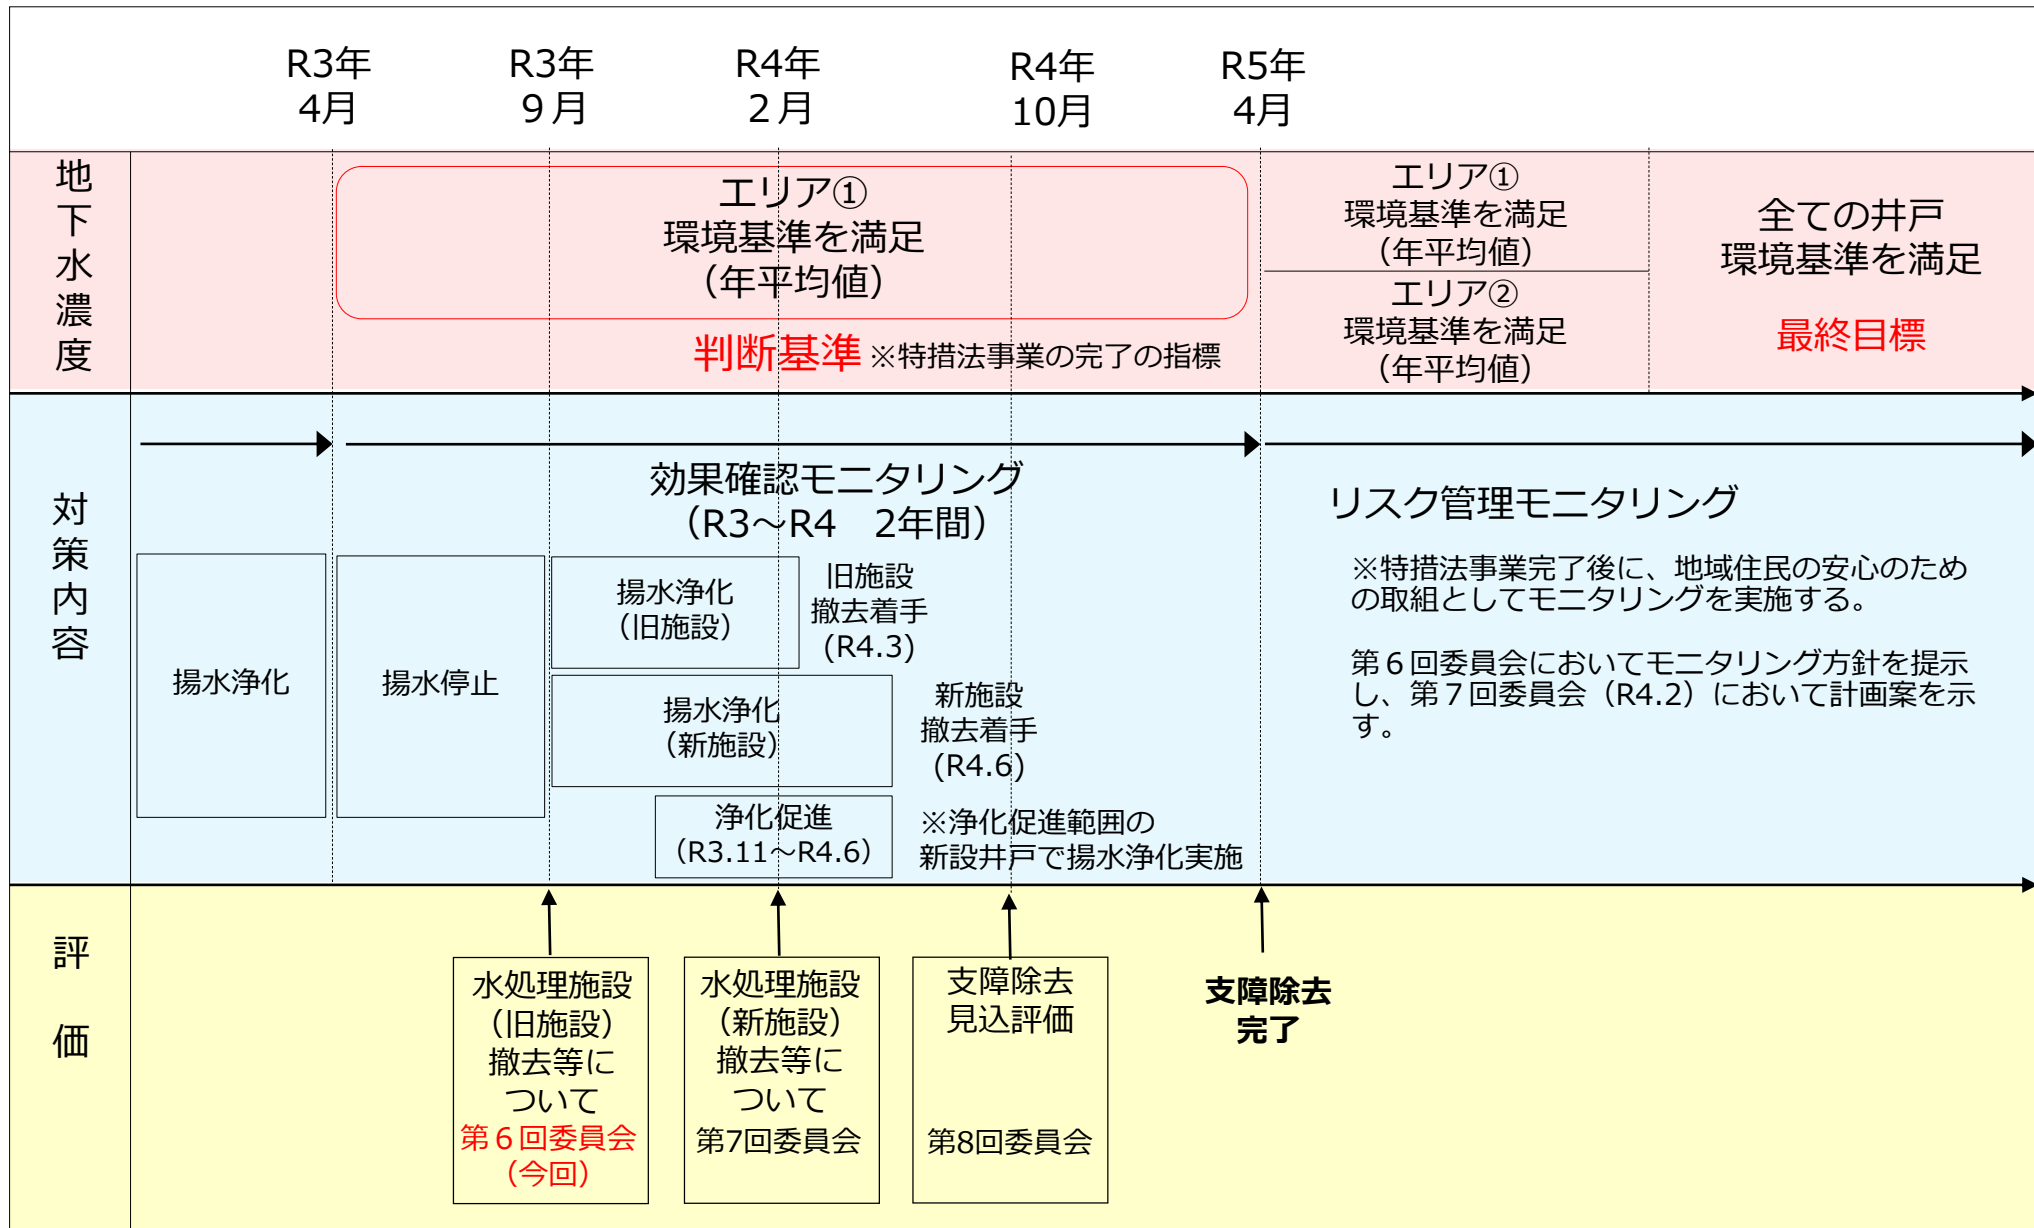 R3年
4月
R3年
９月
R4年
２月
R4年
10月
R5年
4月
地下水濃度
エリア①
環境基準を満足
（年平均値）
判断基準 ※特措法事業の完了の指標
エリア①
環境基準を満足
（年平均値）
エリア②
環境基準を満足
（年平均値）
全ての井戸
環境基準を満足
最終目標
対策内容
効果確認モニタリング
（R3～R4　2年間）
リスク管理モニタリング
※特措法事業完了後に、地域住民の安心のため
の取組としてモニタリングを実施する。
第６回委員会においてモニタリング方針を提示
し、第７回委員会（R4.2）において計画案を示
す。
揚水浄化
揚水停止
揚水浄化
（旧施設）
旧施設
撤去着手
(R4.3)
揚水浄化
（新施設）
新施設
撤去着手
(R4.6)
浄化促進
（R3.11～R4.6）
※浄化促進範囲の
新設井戸で揚水浄化実施
評価
水処理施設
（旧施設）
撤去等に
ついて
第６回委員会
（今回）
水処理施設
（新施設）
撤去等に
ついて
第7回委員会
支障除去
見込評価
第8回委員会
支障除去
完了